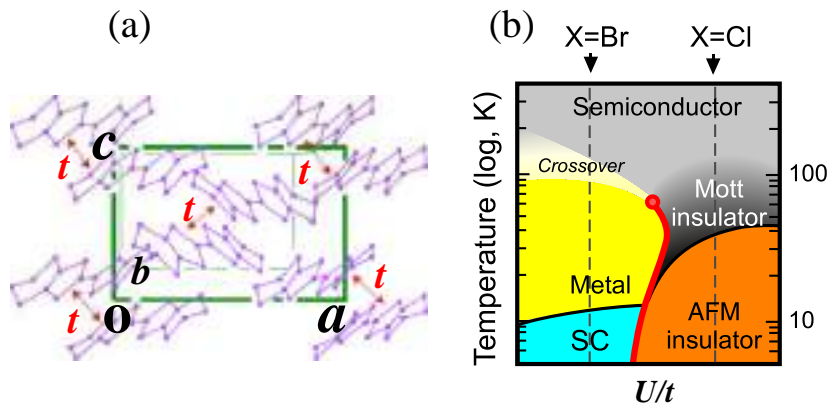 (a)
(b)
X=Br X=Cl
c
t
t
t
b
t
t
o
a
Temperature (log, K)
Semiconductor
Crossover
100
Mott
insulator
Metal
AFM
insulator
10
SC
U/t